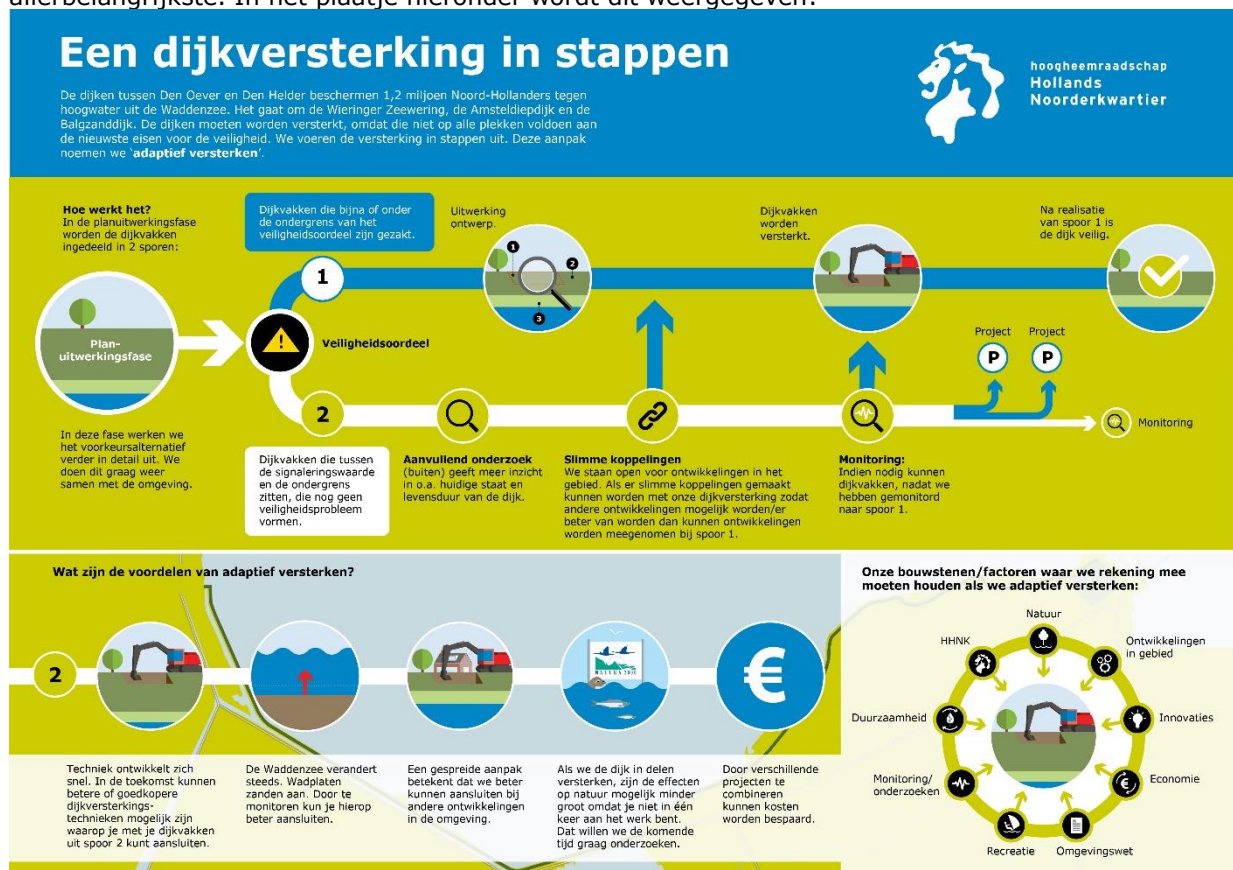 allerbelangrijkste. In het plaatje hieronder wordt dit weergegeven:
Een dijkversterking in stappen
De dijken tussen Den Oever en Den Helder beschermen 1,2 miljoen Noord-Hollanders tegen
hoogwater uit de Waddenzee. Het gaat om de Wieringer Zeewering, de Amsteldiepdijk en de
Balgzanddijk. De dijken moeten worden versterkt, omdat die niet op alle plekken voldoen aan
de nieuwste eisen voor de veiligheid. We voeren de versterking in stappen uit. Deze aanpak
noemen we ‘adaptief versterken’.
hoogheemraadschap
Hollands
Noorderkwartier
Hoe werkt het?
In de planuitwerkingsfase
worden de dijkvakken
ingedeeld in 2 sporen:
Dijkvakken die bijna of onder
de ondergrens van het
veiligheidsoordeel zijn gezakt.
Uitwerking
ontwerp.
Dijkvakken
worden
versterkt.
Na realisatie
van spoor 1 is
de dijk veilig.
1
1
2
3
Plan-
uitwerkingsfase
Veiligheidsoordeel
Project
Project
P
P
2
Monitoring
In deze fase werken we
het voorkeursalternatief
verder in detail uit. We
doen dit graag weer
samen met de omgeving.
Dijkvakken die tussen
de signaleringswaarde
en de ondergrens
zitten, die nog geen
veiligheidsprobleem
vormen.
Aanvullend onderzoek
(buiten) geeft meer inzicht
in o.a. huidige staat en
levensduur van de dijk.
Slimme koppelingen
We staan open voor ontwikkelingen in het
gebied. Als er slimme koppelingen gemaakt
kunnen worden met onze dijkversterking zodat
andere ontwikkelingen mogelijk worden/er
beter van worden dan kunnen ontwikkelingen
worden meegenomen bij spoor 1.
Monitoring:
Indien nodig kunnen
dijkvakken, nadat we
hebben gemonitord
naar spoor 1.
Wat zijn de voordelen van adaptief versterken?
2
€
Techniek ontwikkelt zich
snel. In de toekomst kunnen
betere of goedkopere
dijkversterkings-
technieken mogelijk zijn
waarop je met je dijkvakken
uit spoor 2 kunt aansluiten.
De Waddenzee verandert
steeds. Wadplaten
zanden aan. Door te
monitoren kun je hierop
beter aansluiten.
Een gespreide aanpak
betekent dat we beter
kunnen aansluiten bij
andere ontwikkelingen
in de omgeving.
Als we de dijk in delen
versterken, zijn de effecten
op natuur mogelijk minder
groot omdat je niet in één
keer aan het werk bent.
Dat willen we de komende
tijd graag onderzoeken.
Door verschillende
projecten te
combineren
kunnen kosten
worden bespaard.
Onze bouwstenen/factoren waar we rekening mee
moeten houden als we adaptief versterken:
Natuur
HHNK
Ontwikkelingen
in gebied
Duurzaamheid
Innovaties
Monitoring/
onderzoeken
Economie
Recreatie
Omgevingswet